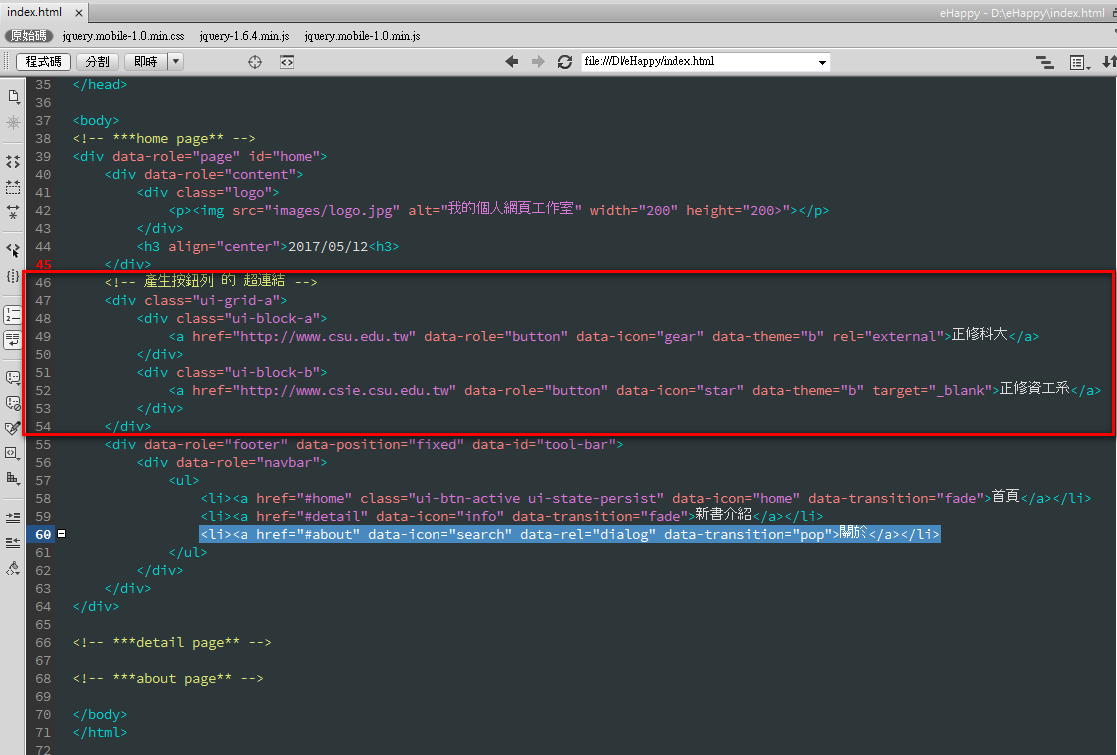 index.html ×
eHappy - D:\eHappy\index.html
原始碼 jquery.mobile-1.0.min.css jquery-1.6.4.min.js jquery.mobile-1.0.min.js
程式碼 分割 即時 file:///D|/eHappy/index.html
35 </head>
36
37 <body>
38 <!-- ***home page** -->
39 <div data-role="page" id="home">
40 <div data-role="content">
41 <div class="logo">
42 <p><img src="images/logo.jpg" alt="我的個人網頁工作室" width="200" height="200>"></p>
43 </div>
44 <h3 align="center">2017/05/12<h3>
45 </div>
46 <!-- 產生按鈕列 的 超連結 -->
47 <div class="ui-grid-a">
48 <div class="ui-block-a">
49 <a href="http://www.csu.edu.tw" data-role="button" data-icon="gear" data-theme="b" rel="external">正修科大</a>
50 </div>
51 <div class="ui-block-b">
52 <a href="http://www.csie.csu.edu.tw" data-role="button" data-icon="star" data-theme="b" target="_blank">正修資工系</a>
53 </div>
54 </div>
55 <div data-role="footer" data-position="fixed" data-id="tool-bar">
56 <div data-role="navbar">
57 <ul>
58 <li><a href="#home" class="ui-btn-active ui-state-persist" data-icon="home" data-transition="fade">首頁</a></li>
59 <li><a href="#detail" data-icon="info" data-transition="fade">新書介紹</a></li>
60 <li><a href="#about" data-icon="search" data-rel="dialog" data-transition="pop">關於</a></li>
61 </ul>
62 </div>
63 </div>
64 </div>
65
66 <!-- ***detail page** -->
67
68 <!-- ***about page** -->
69
70 </body>
71 </html>
72